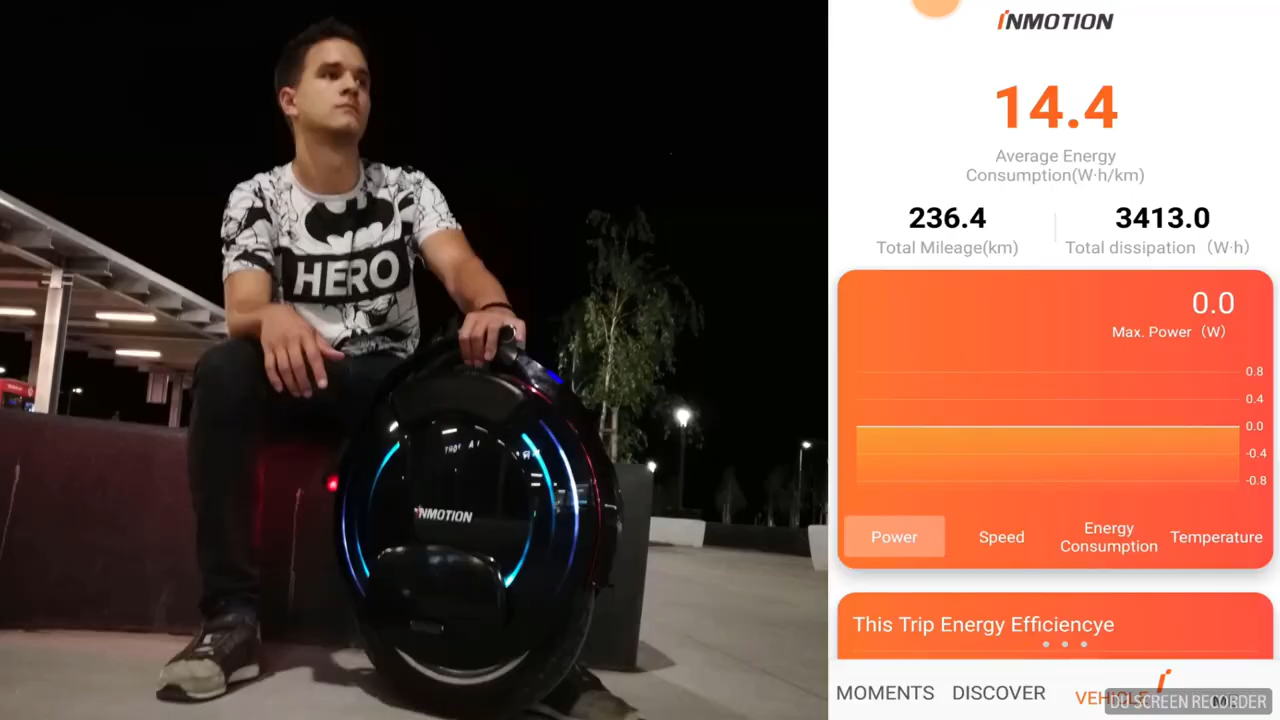 HERO
INMOTION
INMOTION
14.4
Average Energy
Consumption(W·h/km)
236.4
3413.0
Total Mileage(km)
Total dissipation（W·h）
0.0
Max. Power（W）
0.8
0.4
0.0
-0.4
-0.8
Power
Speed
Energy
Consumption
Temperature
This Trip Energy Efficiencye
MOMENTS
DISCOVER
VEHICLE
DU SCREEN RECORDER